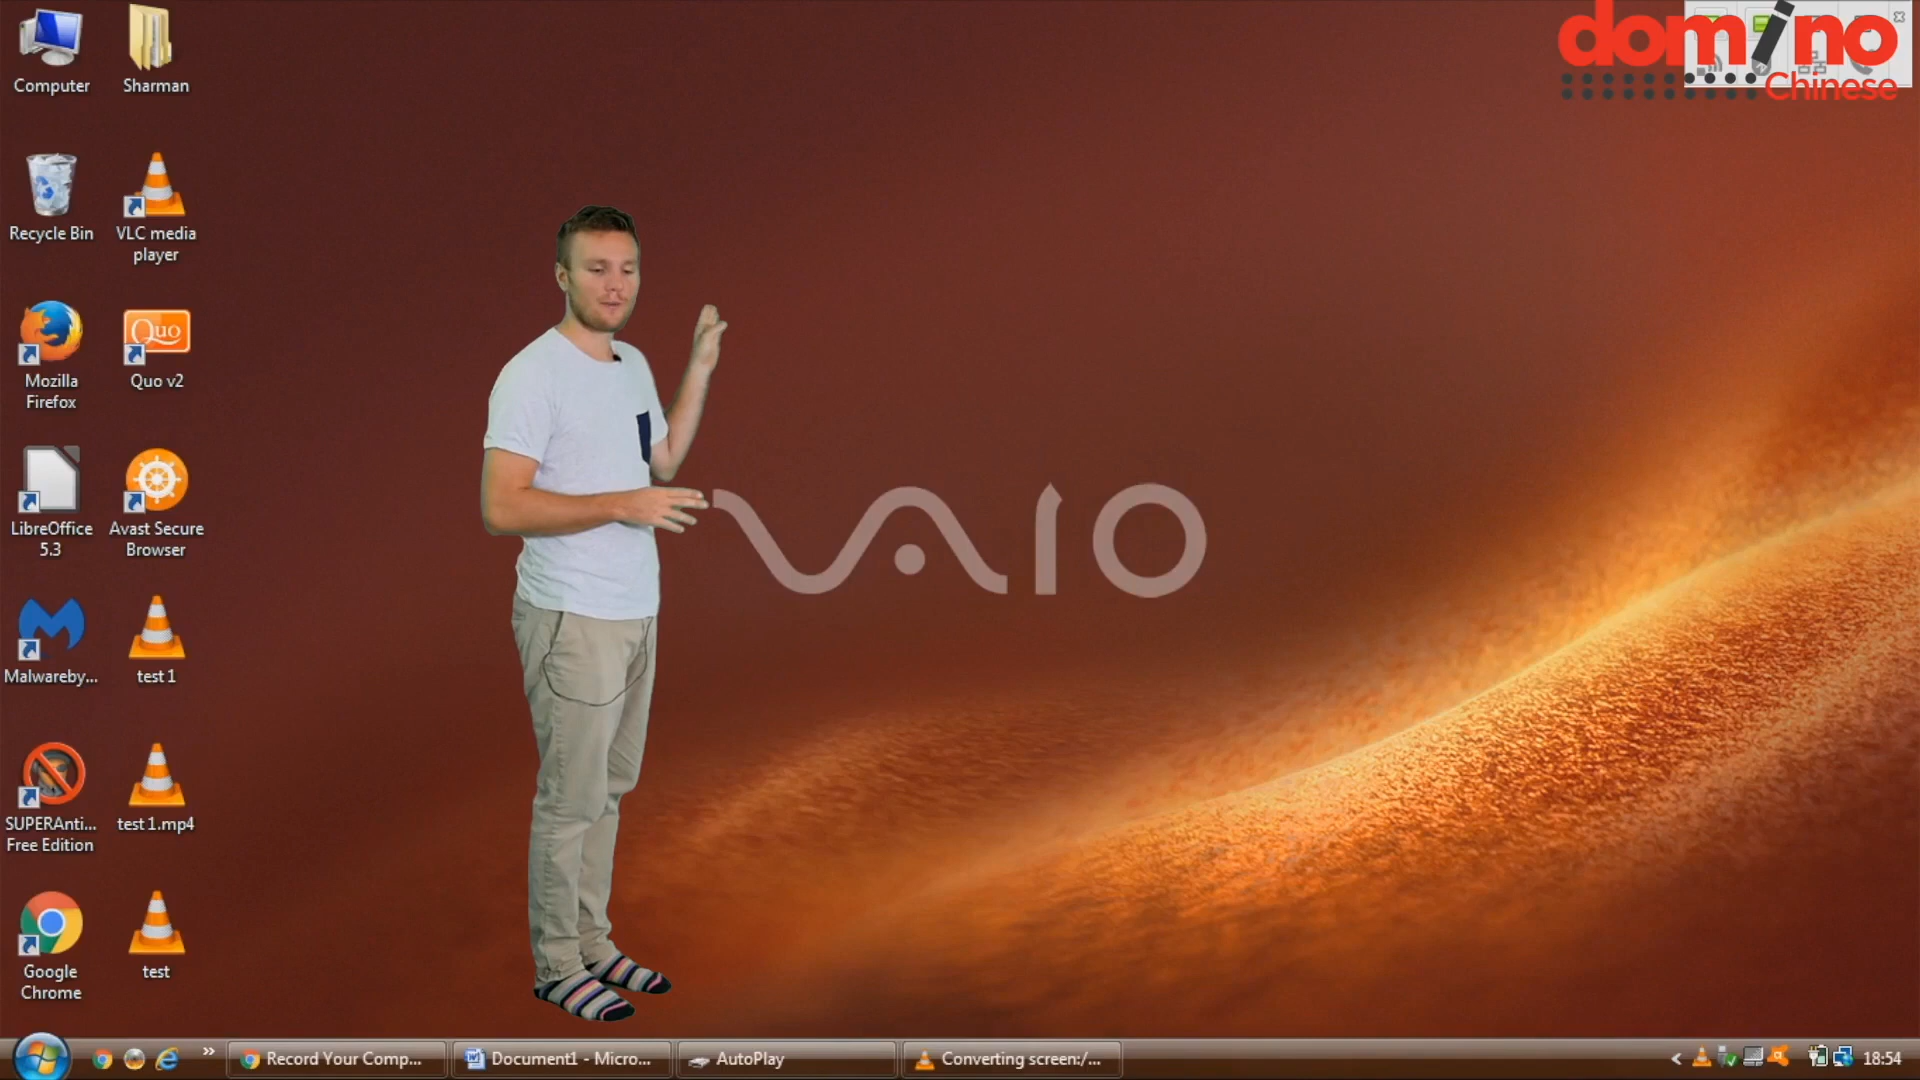 Computer
Sharman
domino
Chinese
Recycle Bin
VLC media
player
Mozilla
Firefox
Quo
Quo v2
VAIO
LibreOffice
5.3
Avast Secure
Browser
Malwareby...
test 1
SUPERAnti...
Free Edition
test 1.mp4
Google
Chrome
test
Record Your Comp...
Document1 - Micro...
AutoPlay
Converting screen:/...
18:54